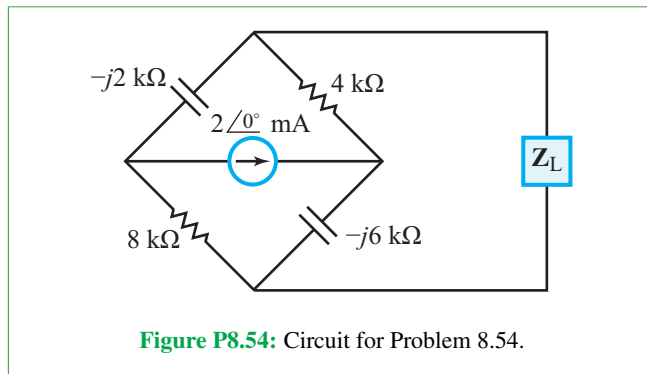 −j2 kΩ
4 kΩ
2∠0° mA
Z_L
8 kΩ
−j6 kΩ
Figure P8.54: Circuit for Problem 8.54.